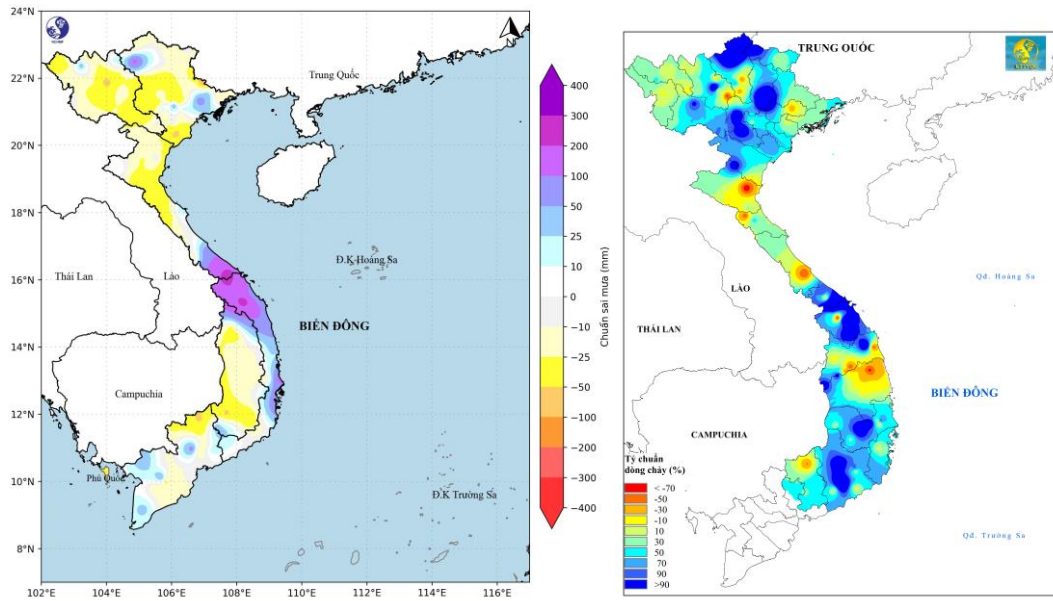 24°N
22°N
20°N
18°N
16°N
14°N
12°N
10°N
8°N
102°E
104°E
106°E
108°E
110°E
112°E
114°E
116°E
Trung Quốc
Thái Lan
Lào
Đ.K Hoàng Sa
BIỂN ĐÔNG
Campuchia
Phú Quốc
Đ.K Trường Sa
400
300
200
100
50
25
10
0
−10
−25
−50
−100
−200
−300
−400
Chuẩn sai mưa (mm)
TRUNG QUỐC
LÀO
THÁI LAN
CAMPUCHIA
BIỂN ĐÔNG
Qđ. Hoàng Sa
Qđ. Trường Sa
Tỷ chuẩn
dòng chảy (%)
< -70
-50
-30
-10
10
30
50
70
90
>90